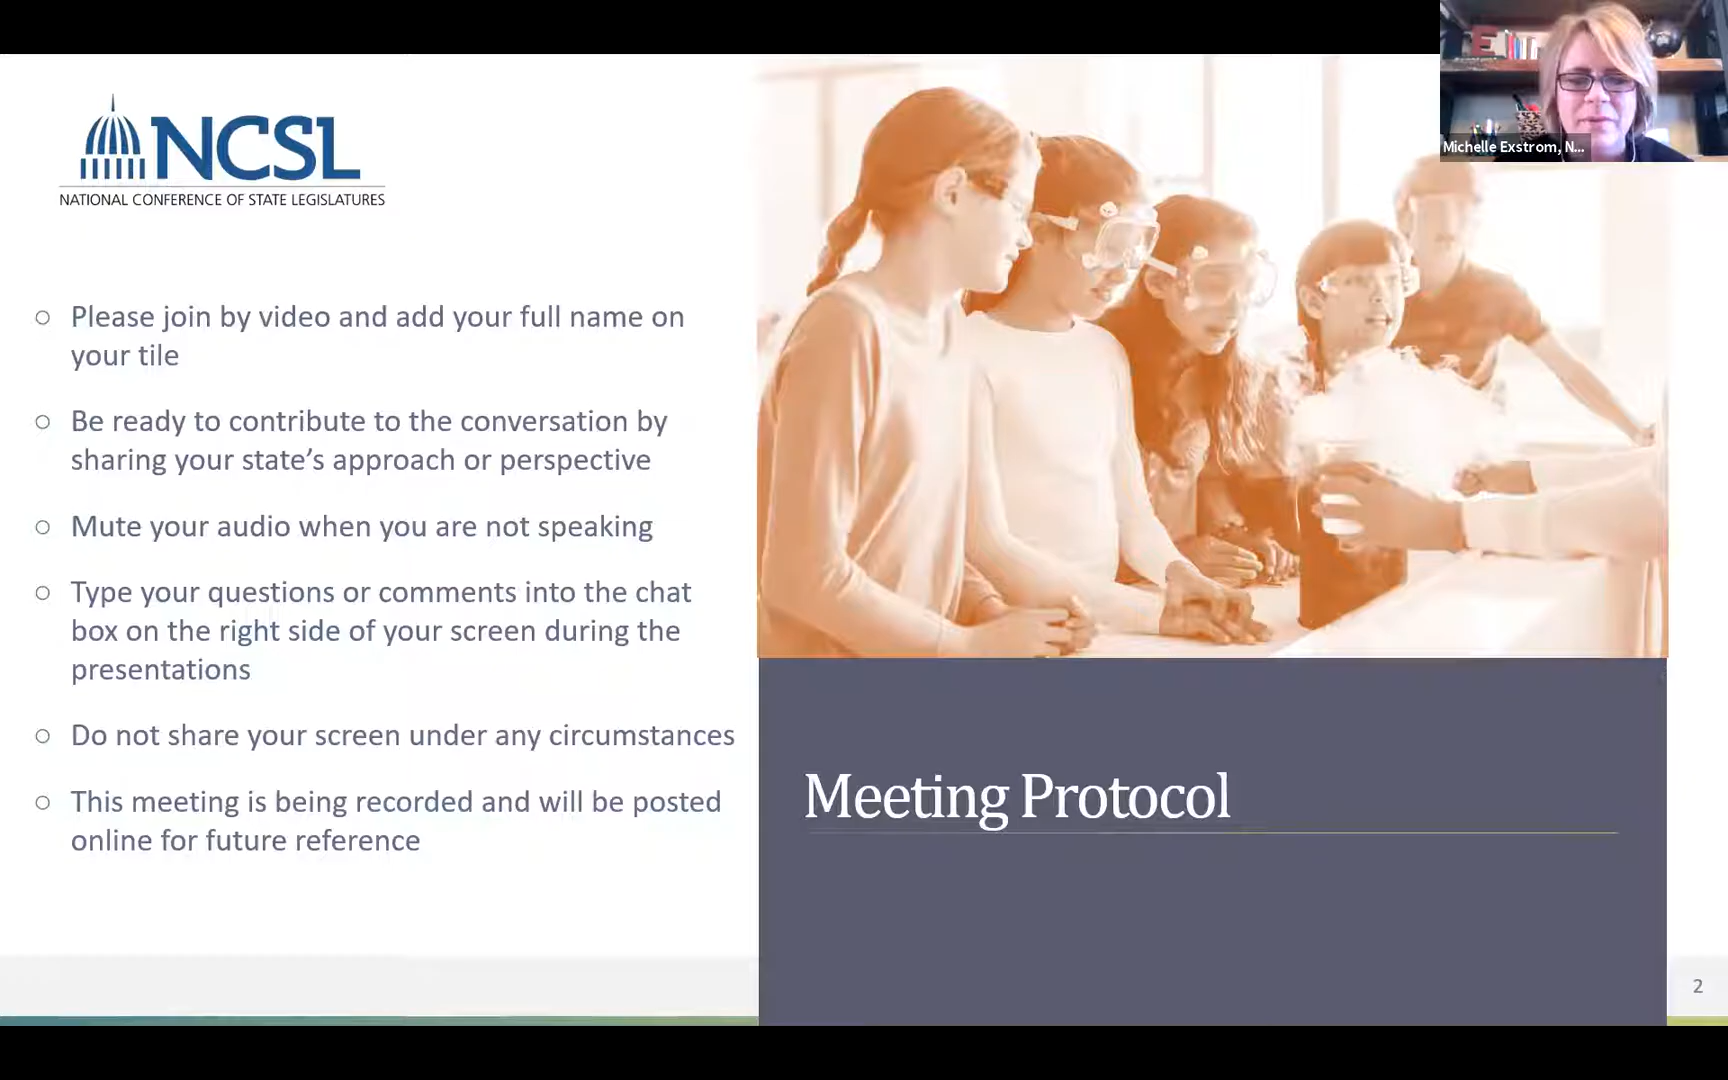 NCSL
NATIONAL CONFERENCE OF STATE LEGISLATURES
Michelle Exstrom, N...
○ Please join by video and add your full name on
your tile
○ Be ready to contribute to the conversation by
sharing your state's approach or perspective
○ Mute your audio when you are not speaking
○ Type your questions or comments into the chat
box on the right side of your screen during the
presentations
○ Do not share your screen under any circumstances
○ This meeting is being recorded and will be posted
online for future reference
Meeting Protocol
2